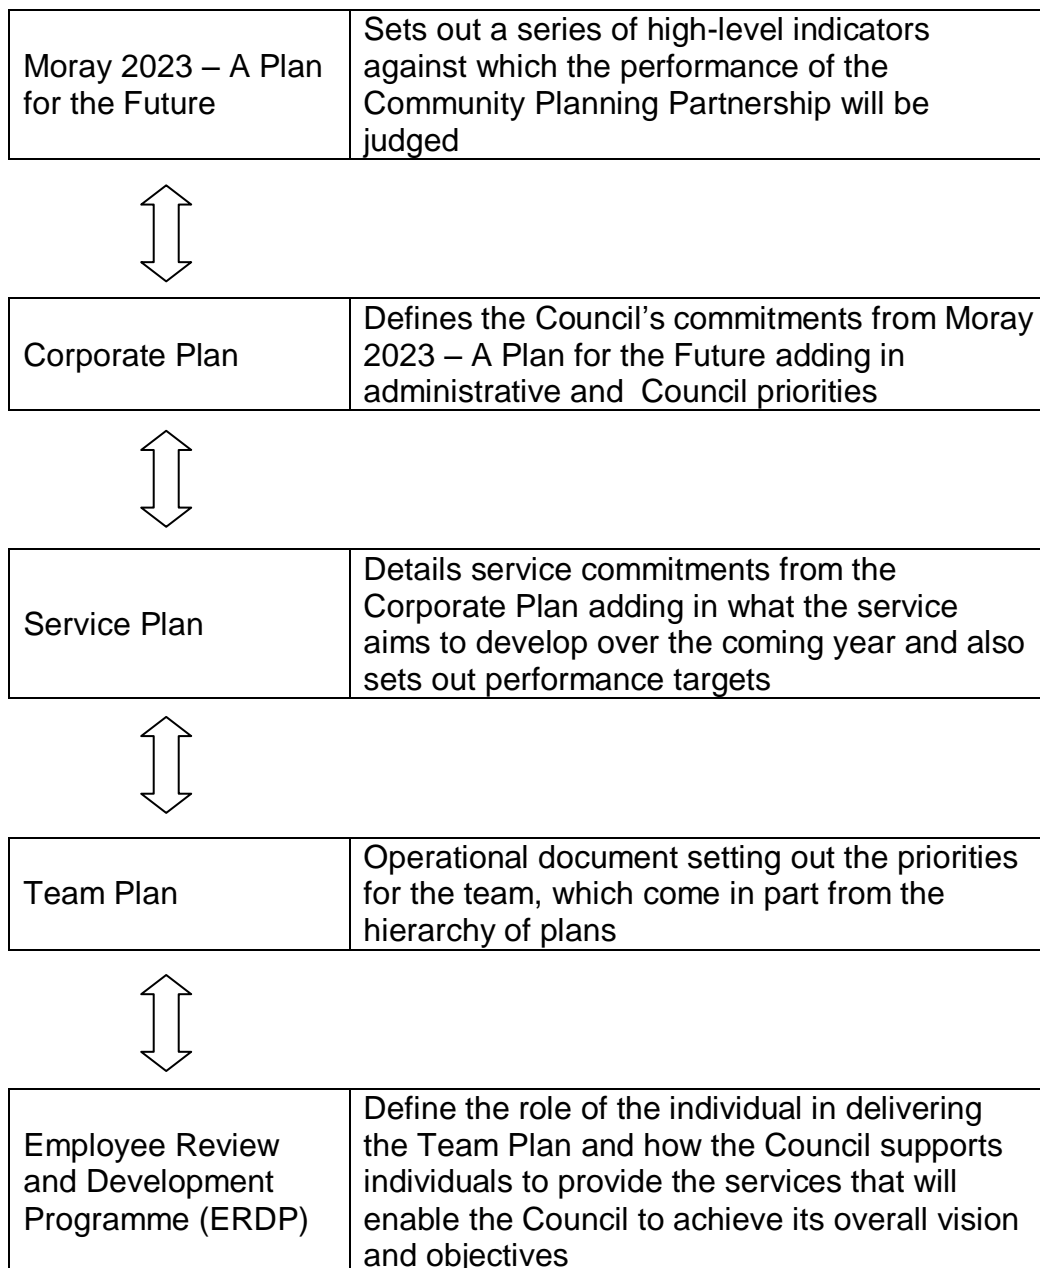 Moray 2023 – A Plan
for the Future
Sets out a series of high-level indicators
against which the performance of the
Community Planning Partnership will be
judged
Corporate Plan
Defines the Council’s commitments from Moray
2023 – A Plan for the Future adding in
administrative and  Council priorities
Service Plan
Details service commitments from the
Corporate Plan adding in what the service
aims to develop over the coming year and also
sets out performance targets
Team Plan
Operational document setting out the priorities
for the team, which come in part from the
hierarchy of plans
Employee Review
and Development
Programme (ERDP)
Define the role of the individual in delivering
the Team Plan and how the Council supports
individuals to provide the services that will
enable the Council to achieve its overall vision
and objectives